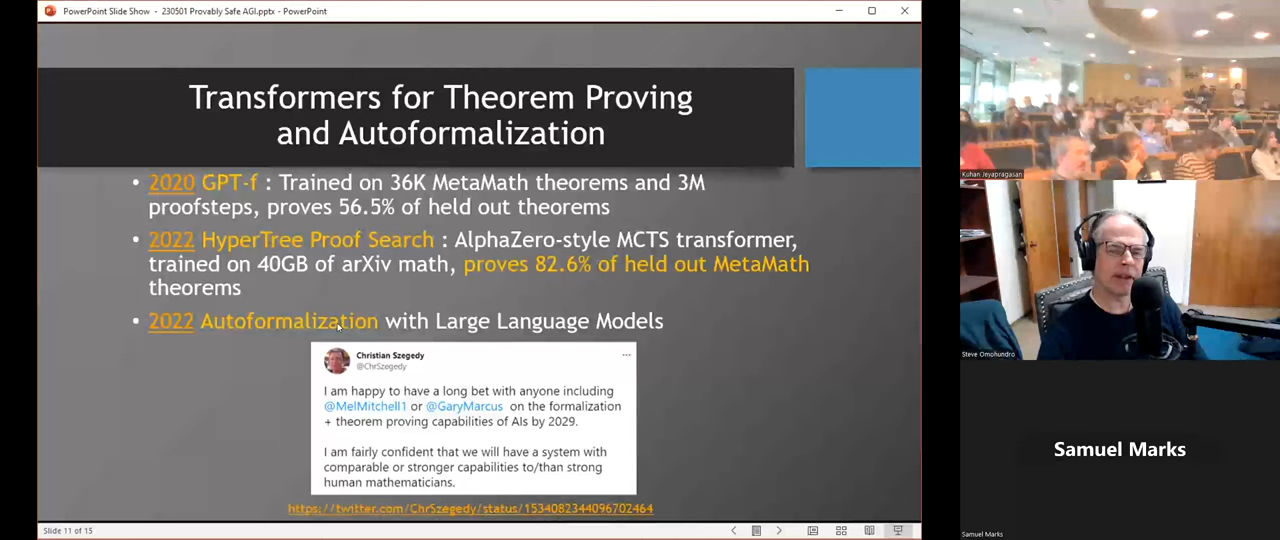 PowerPoint Slide Show - 230501 Provably Safe AGI.pptx - PowerPoint
Transformers for Theorem Proving
and Autoformalization
• 2020 GPT-f : Trained on 36K MetaMath theorems and 3M
proofsteps, proves 56.5% of held out theorems
• 2022 HyperTree Proof Search : AlphaZero-style MCTS transformer,
trained on 40GB of arXiv math, proves 82.6% of held out MetaMath
theorems
• 2022 Autoformalization with Large Language Models
Christian Szegedy
@ChrSzegedy
I am happy to have a long bet with anyone including
@MelMitchell1 or @GaryMarcus on the formalization
+ theorem proving capabilities of AIs by 2029.
I am fairly confident that we will have a system with
comparable or stronger capabilities to/than strong
human mathematicians.
https://twitter.com/ChrSzegedy/status/1534082344096702464
Slide 11 of 15
Kuhan Jeyapragasan
Steve Omohundro
Samuel Marks
Samuel Marks